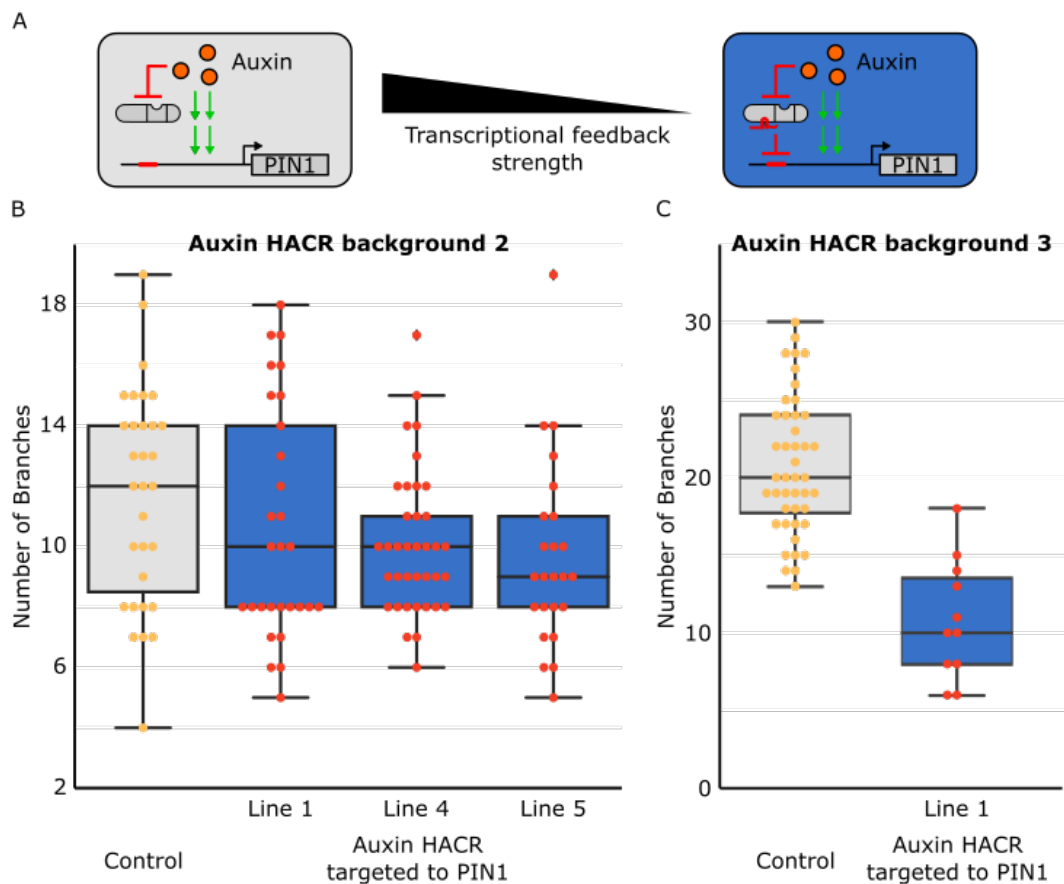 A
Auxin
PIN1
Transcriptional feedback
strength
Auxin
PIN1
B
Auxin HACR background 2
Number of Branches
18
14
10
6
2
Control
Line 1
Line 4
Line 5
Auxin HACR
targeted to PIN1
C
Auxin HACR background 3
Number of Branches
30
20
10
0
Control
Line 1
Auxin HACR
targeted to PIN1